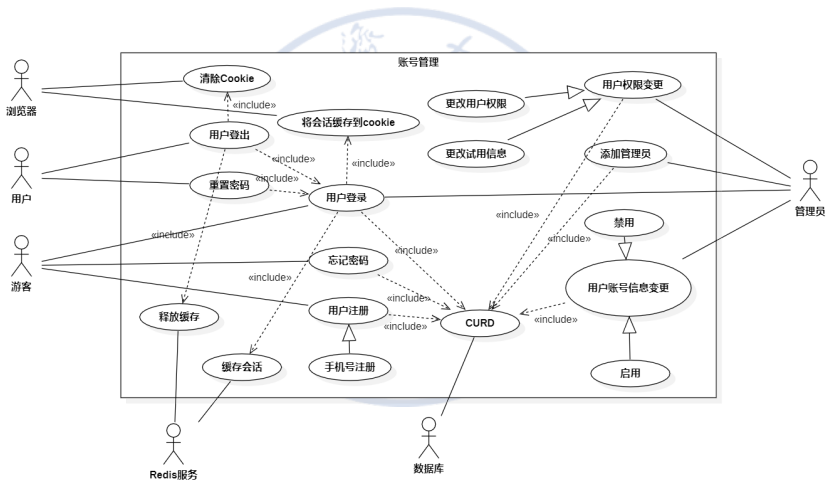 账号管理
清除Cookie
用户权限变更
«include»
更改用户权限
浏览器
将会话缓存到cookie
用户登出
«include»
更改试用信息
添加管理员
重置密码
«include»
用户
用户登录
管理员
«include»
禁用
«include»
«include»
«include»
忘记密码
«include»
游客
用户账号信息变更
«include»
释放缓存
用户注册
«include»
CURD
«include»
缓存会话
手机号注册
启用
Redis服务
数据库